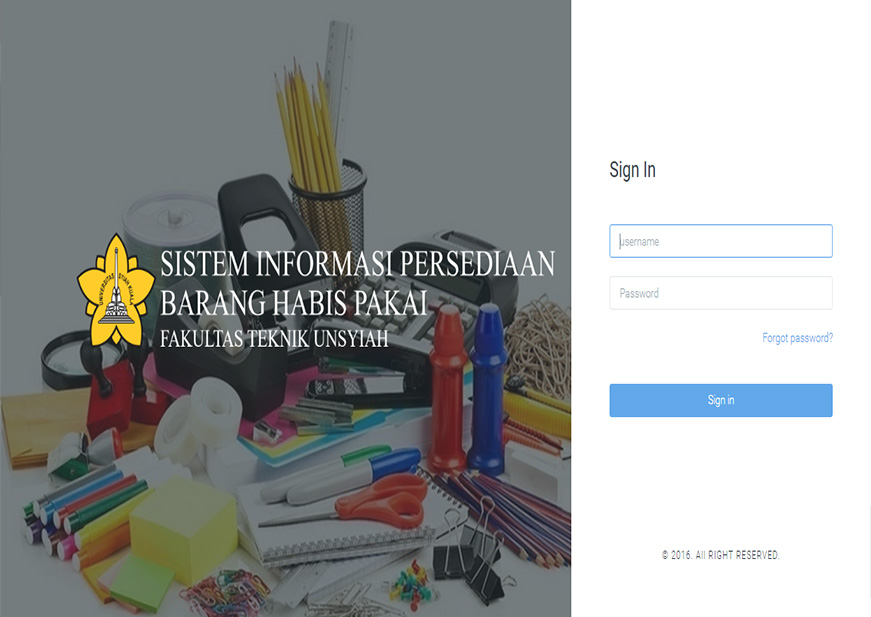 SISTEM INFORMASI PERSEDIAAN
BARANG HABIS PAKAI
FAKULTAS TEKNIK UNSYIAH
UNIVERSITAS SYIAH KUALA
Sign In
username
Password
Forgot password?
Sign in
© 2016. All RIGHT RESERVED.